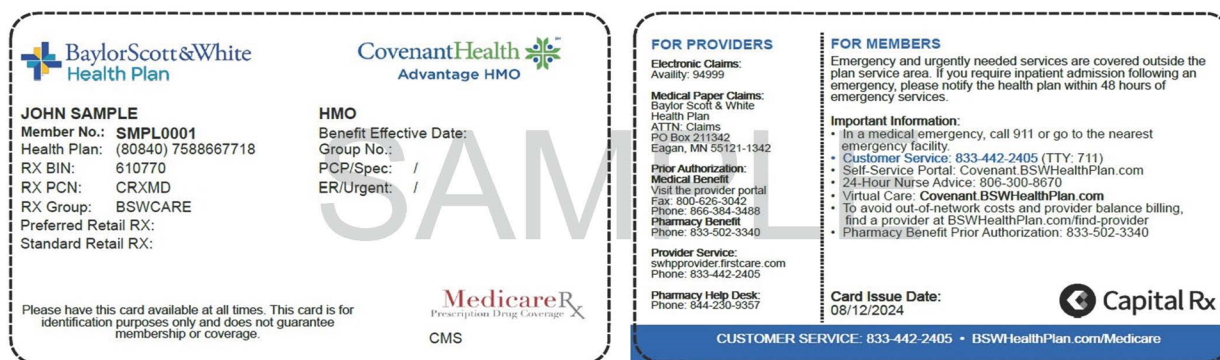 BaylorScott&White
Health Plan
CovenantHealth
Advantage HMO
JOHN SAMPLE
Member No.: SMPL0001
Health Plan: (80840) 7588667718
RX BIN: 610770
RX PCN: CRXMD
RX Group: BSWCARE
Preferred Retail RX:
Standard Retail RX:
HMO
Benefit Effective Date:
Group No.:
PCP/Spec: /
ER/Urgent: /
Please have this card available at all times. This card is for
identification purposes only and does not guarantee
membership or coverage.
MedicareRx
Prescription Drug Coverage
CMS
SAMPLE
FOR PROVIDERS
Electronic Claims:
Availity: 94999
Medical Paper Claims:
Baylor Scott & White
Health Plan
ATTN: Claims
PO Box 211342
Eagan, MN 55121-1342
Prior Authorization:
Medical Benefit
Visit the provider portal
Fax: 800-626-3042
Phone: 866-384-3488
Pharmacy Benefit
Phone: 833-502-3340
Provider Service:
swhpprovider.firstcare.com
Phone: 833-442-2405
Pharmacy Help Desk:
Phone: 844-230-9357
FOR MEMBERS
Emergency and urgently needed services are covered outside the
plan service area. If you require inpatient admission following an
emergency, please notify the health plan within 48 hours of
emergency services.
Important Information:
• In a medical emergency, call 911 or go to the nearest
emergency facility.
• Customer Service: 833-442-2405 (TTY: 711)
• Self-Service Portal: Covenant.BSWHealthPlan.com
• 24-Hour Nurse Advice: 806-300-8670
• Virtual Care: Covenant.BSWHealthPlan.com
• To avoid out-of-network costs and provider balance billing,
find a provider at BSWHealthPlan.com/find-provider
• Pharmacy Benefit Prior Authorization: 833-502-3340
Card Issue Date:
08/12/2024
Capital Rx
CUSTOMER SERVICE: 833-442-2405 • BSWHealthPlan.com/Medicare